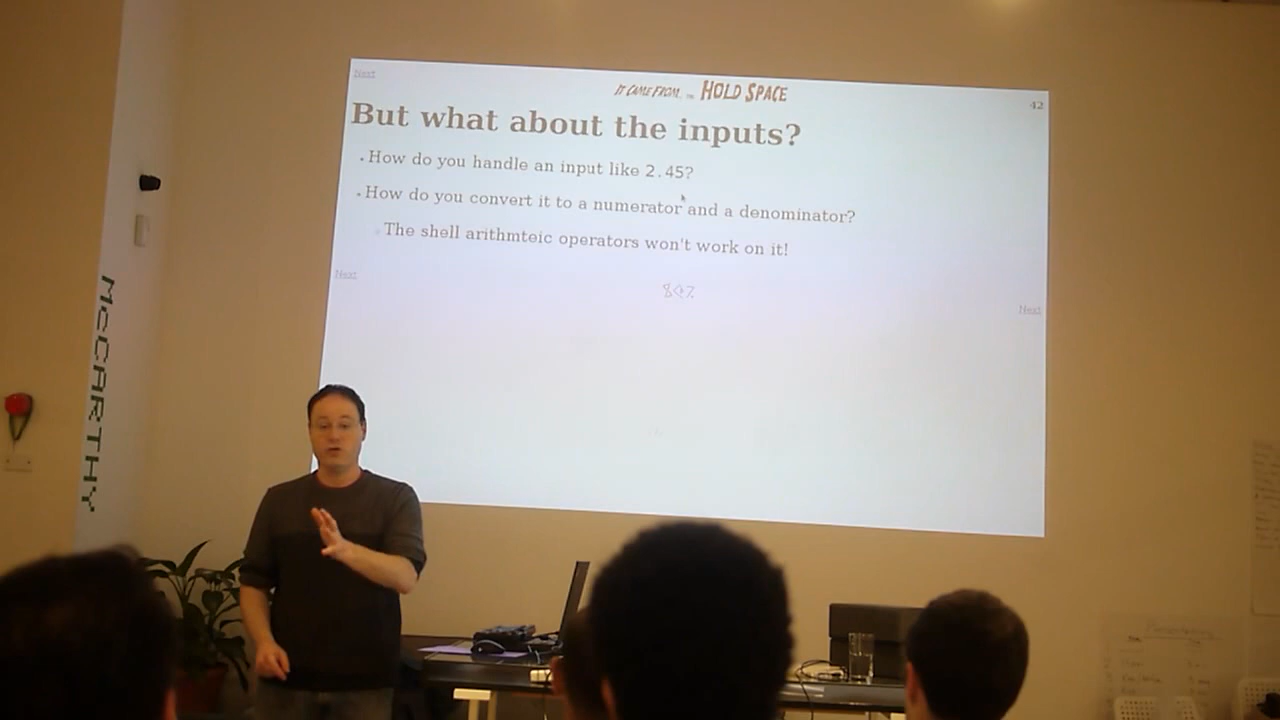 Next
IT CAME FROM... THE HOLD SPACE
42
But what about the inputs?
How do you handle an input like 2.45?
How do you convert it to a numerator and a denominator?
The shell arithmteic operators won't work on it!
Next
Next
McCARTHY